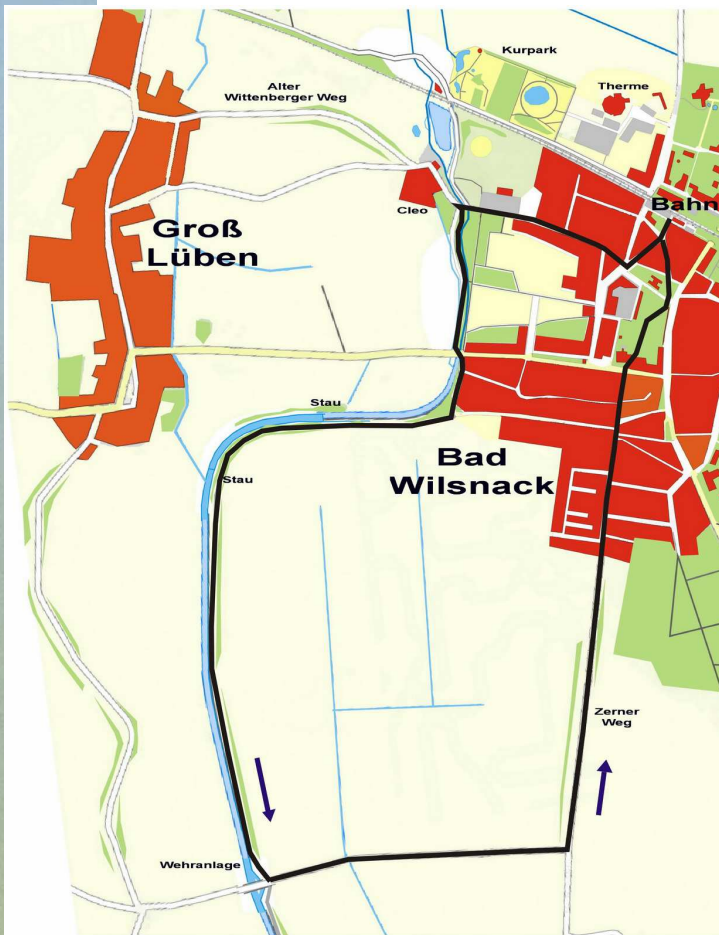 Kurpark
Alter
Wittenberger Weg
Therme
Cleo
Bahn
Groß
Lüben
Stau
Stau
Bad
Wilsnack
Zerner
Weg
Wehranlage